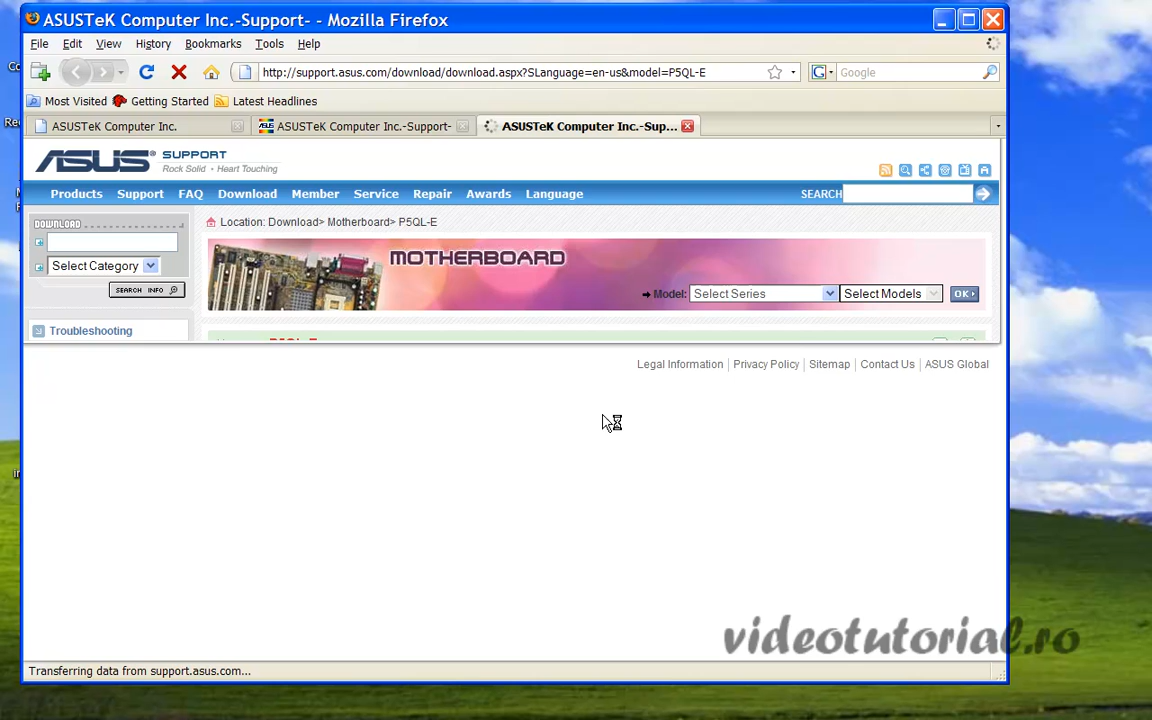 ASUSTeK Computer Inc.-Support- - Mozilla Firefox
File Edit View History Bookmarks Tools Help
http://support.asus.com/download/download.aspx?SLanguage=en-us&model=P5QL-E
G Google
Most Visited Getting Started Latest Headlines
ASUSTeK Computer Inc. ASUSTeK Computer Inc.-Support- ASUSTeK Computer Inc.-Sup...
ASUS SUPPORT
Rock Solid • Heart Touching
Products Support FAQ Download Member Service Repair Awards Language SEARCH
DOWNLOAD
Location: Download> Motherboard> P5QL-E
MOTHERBOARD
Select Category
SEARCH INFO
Model: Select Series Select Models OK
Troubleshooting
Legal Information Privacy Policy Sitemap Contact Us ASUS Global
videotutorial.ro
Transferring data from support.asus.com...